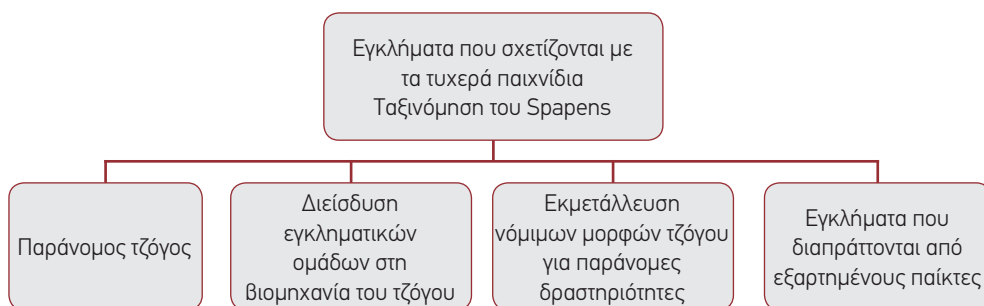 Εγκλήματα που σχετίζονται με
τα τυχερά παιχνίδια
Ταξινόμηση του Spapens
Παράνομος τζόγος
Διείσδυση
εγκληματικών
ομάδων στη
βιομηχανία του τζόγου
Εκμετάλλευση
νόμιμων μορφών τζόγου
για παράνομες
δραστηριότητες
Εγκλήματα που
διαπράττονται από
εξαρτημένους παίκτες